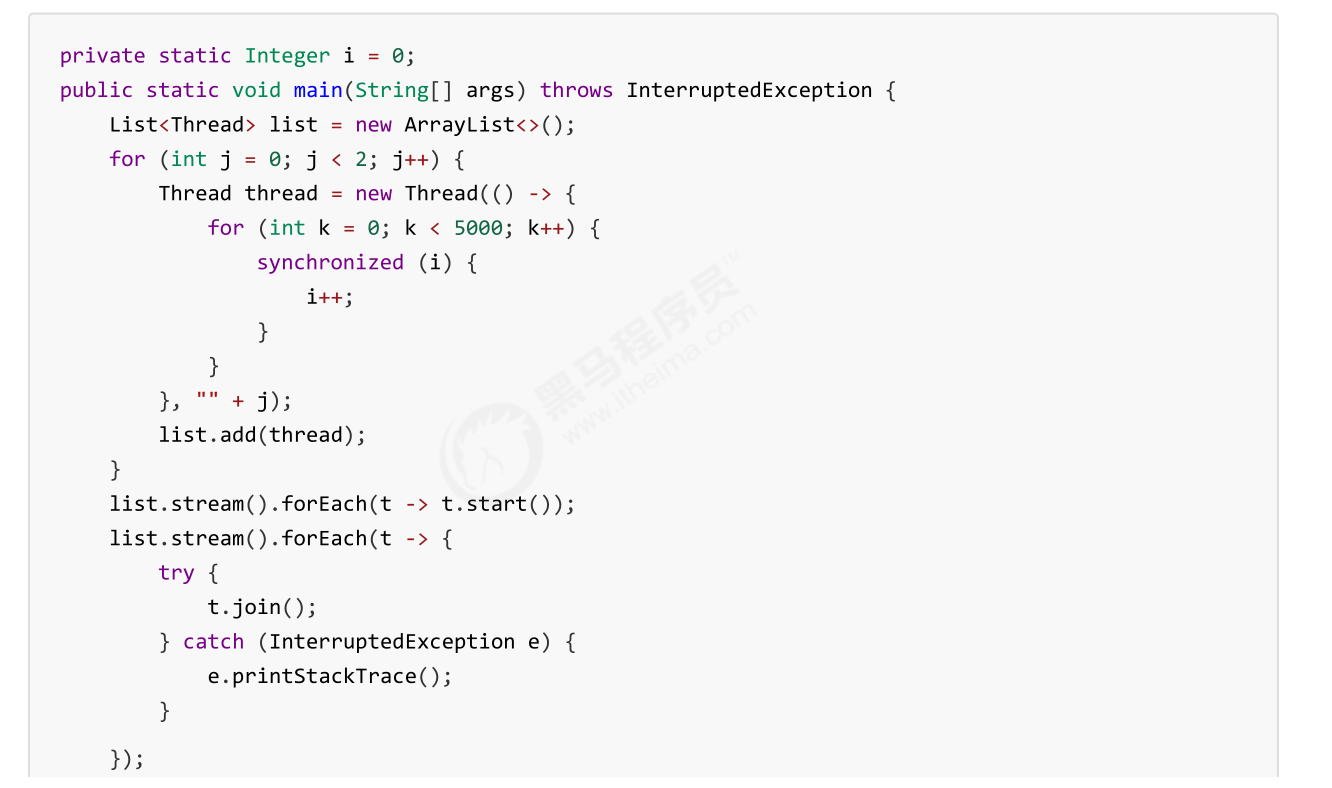 private static Integer i = 0;
public static void main(String[] args) throws InterruptedException {
    List<Thread> list = new ArrayList<>();
    for (int j = 0; j < 2; j++) {
        Thread thread = new Thread(() -> {
            for (int k = 0; k < 5000; k++) {
                synchronized (i) {
                    i++;
                }
            }
        }, "" + j);
        list.add(thread);
    }
    list.stream().forEach(t -> t.start());
    list.stream().forEach(t -> {
        try {
            t.join();
        } catch (InterruptedException e) {
            e.printStackTrace();
        }
    });
黑马程序员™
www.itheima.com